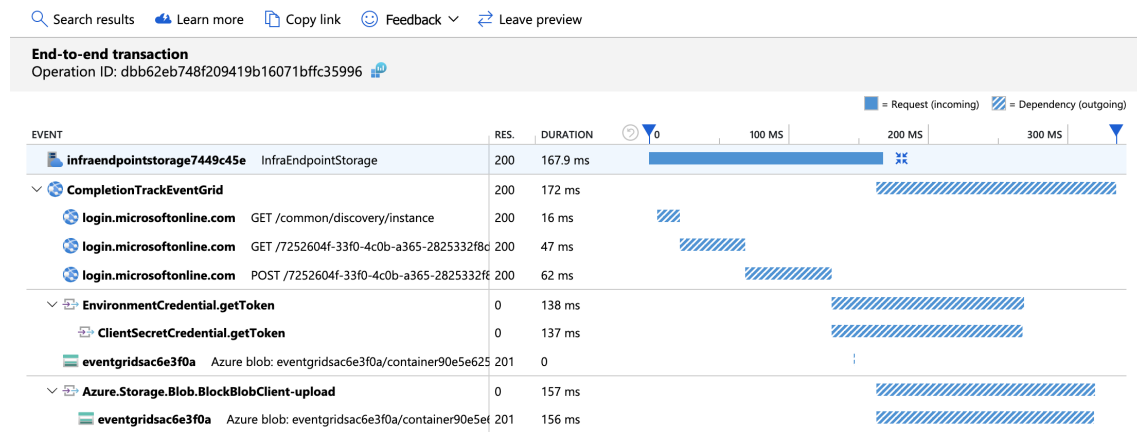 Search results Learn more Copy link Feedback Leave preview
End-to-end transaction
Operation ID: dbb62eb748f209419b16071bffc35996
= Request (incoming) = Dependency (outgoing)
EVENT RES. DURATION ? 0 100 MS 200 MS 300 MS
infraendpointstorage7449c45e InfraEndpointStorage 200 167.9 ms
CompletionTrackEventGrid 200 172 ms
login.microsoftonline.com GET /common/discovery/instance 200 16 ms
login.microsoftonline.com GET /7252604f-33f0-4c0b-a365-2825332f8c 200 47 ms
login.microsoftonline.com POST /7252604f-33f0-4c0b-a365-2825332f8 200 62 ms
EnvironmentCredential.getToken 0 138 ms
ClientSecretCredential.getToken 0 137 ms
eventgridsac6e3f0a Azure blob: eventgridsac6e3f0a/container90e5e625 201 0
Azure.Storage.Blob.BlockBlobClient-upload 0 157 ms
eventgridsac6e3f0a Azure blob: eventgridsac6e3f0a/container90e5e6 201 156 ms